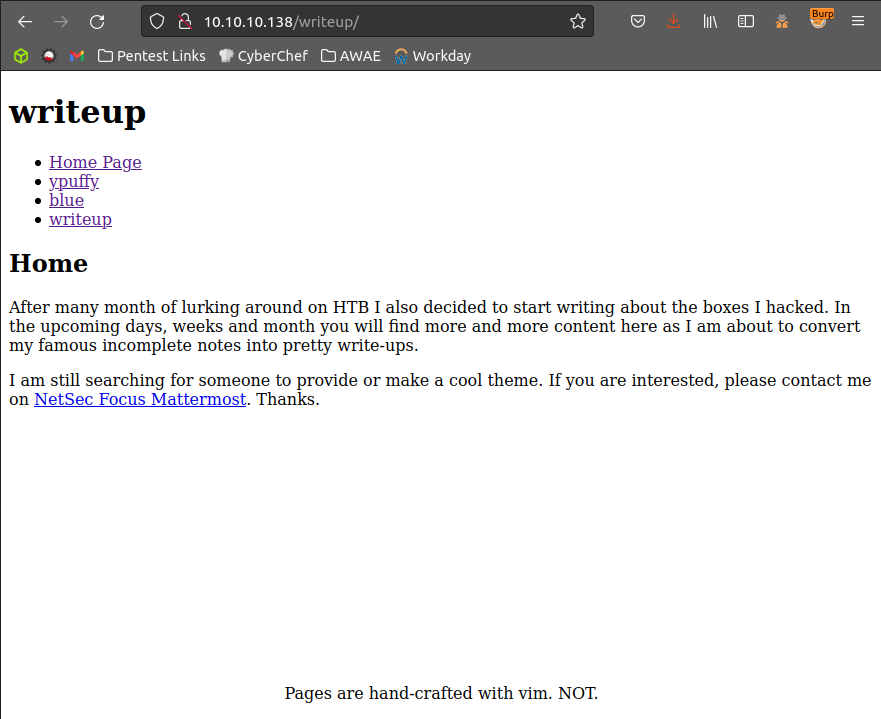 10.10.10.138/writeup/
Burp
Pentest Links CyberChef AWAE Workday
writeup
Home Page
ypuffy
blue
writeup
Home
After many month of lurking around on HTB I also decided to start writing about the boxes I hacked. In
the upcoming days, weeks and month you will find more and more content here as I am about to convert
my famous incomplete notes into pretty write-ups.
I am still searching for someone to provide or make a cool theme. If you are interested, please contact me
on NetSec Focus Mattermost. Thanks.
Pages are hand-crafted with vim. NOT.